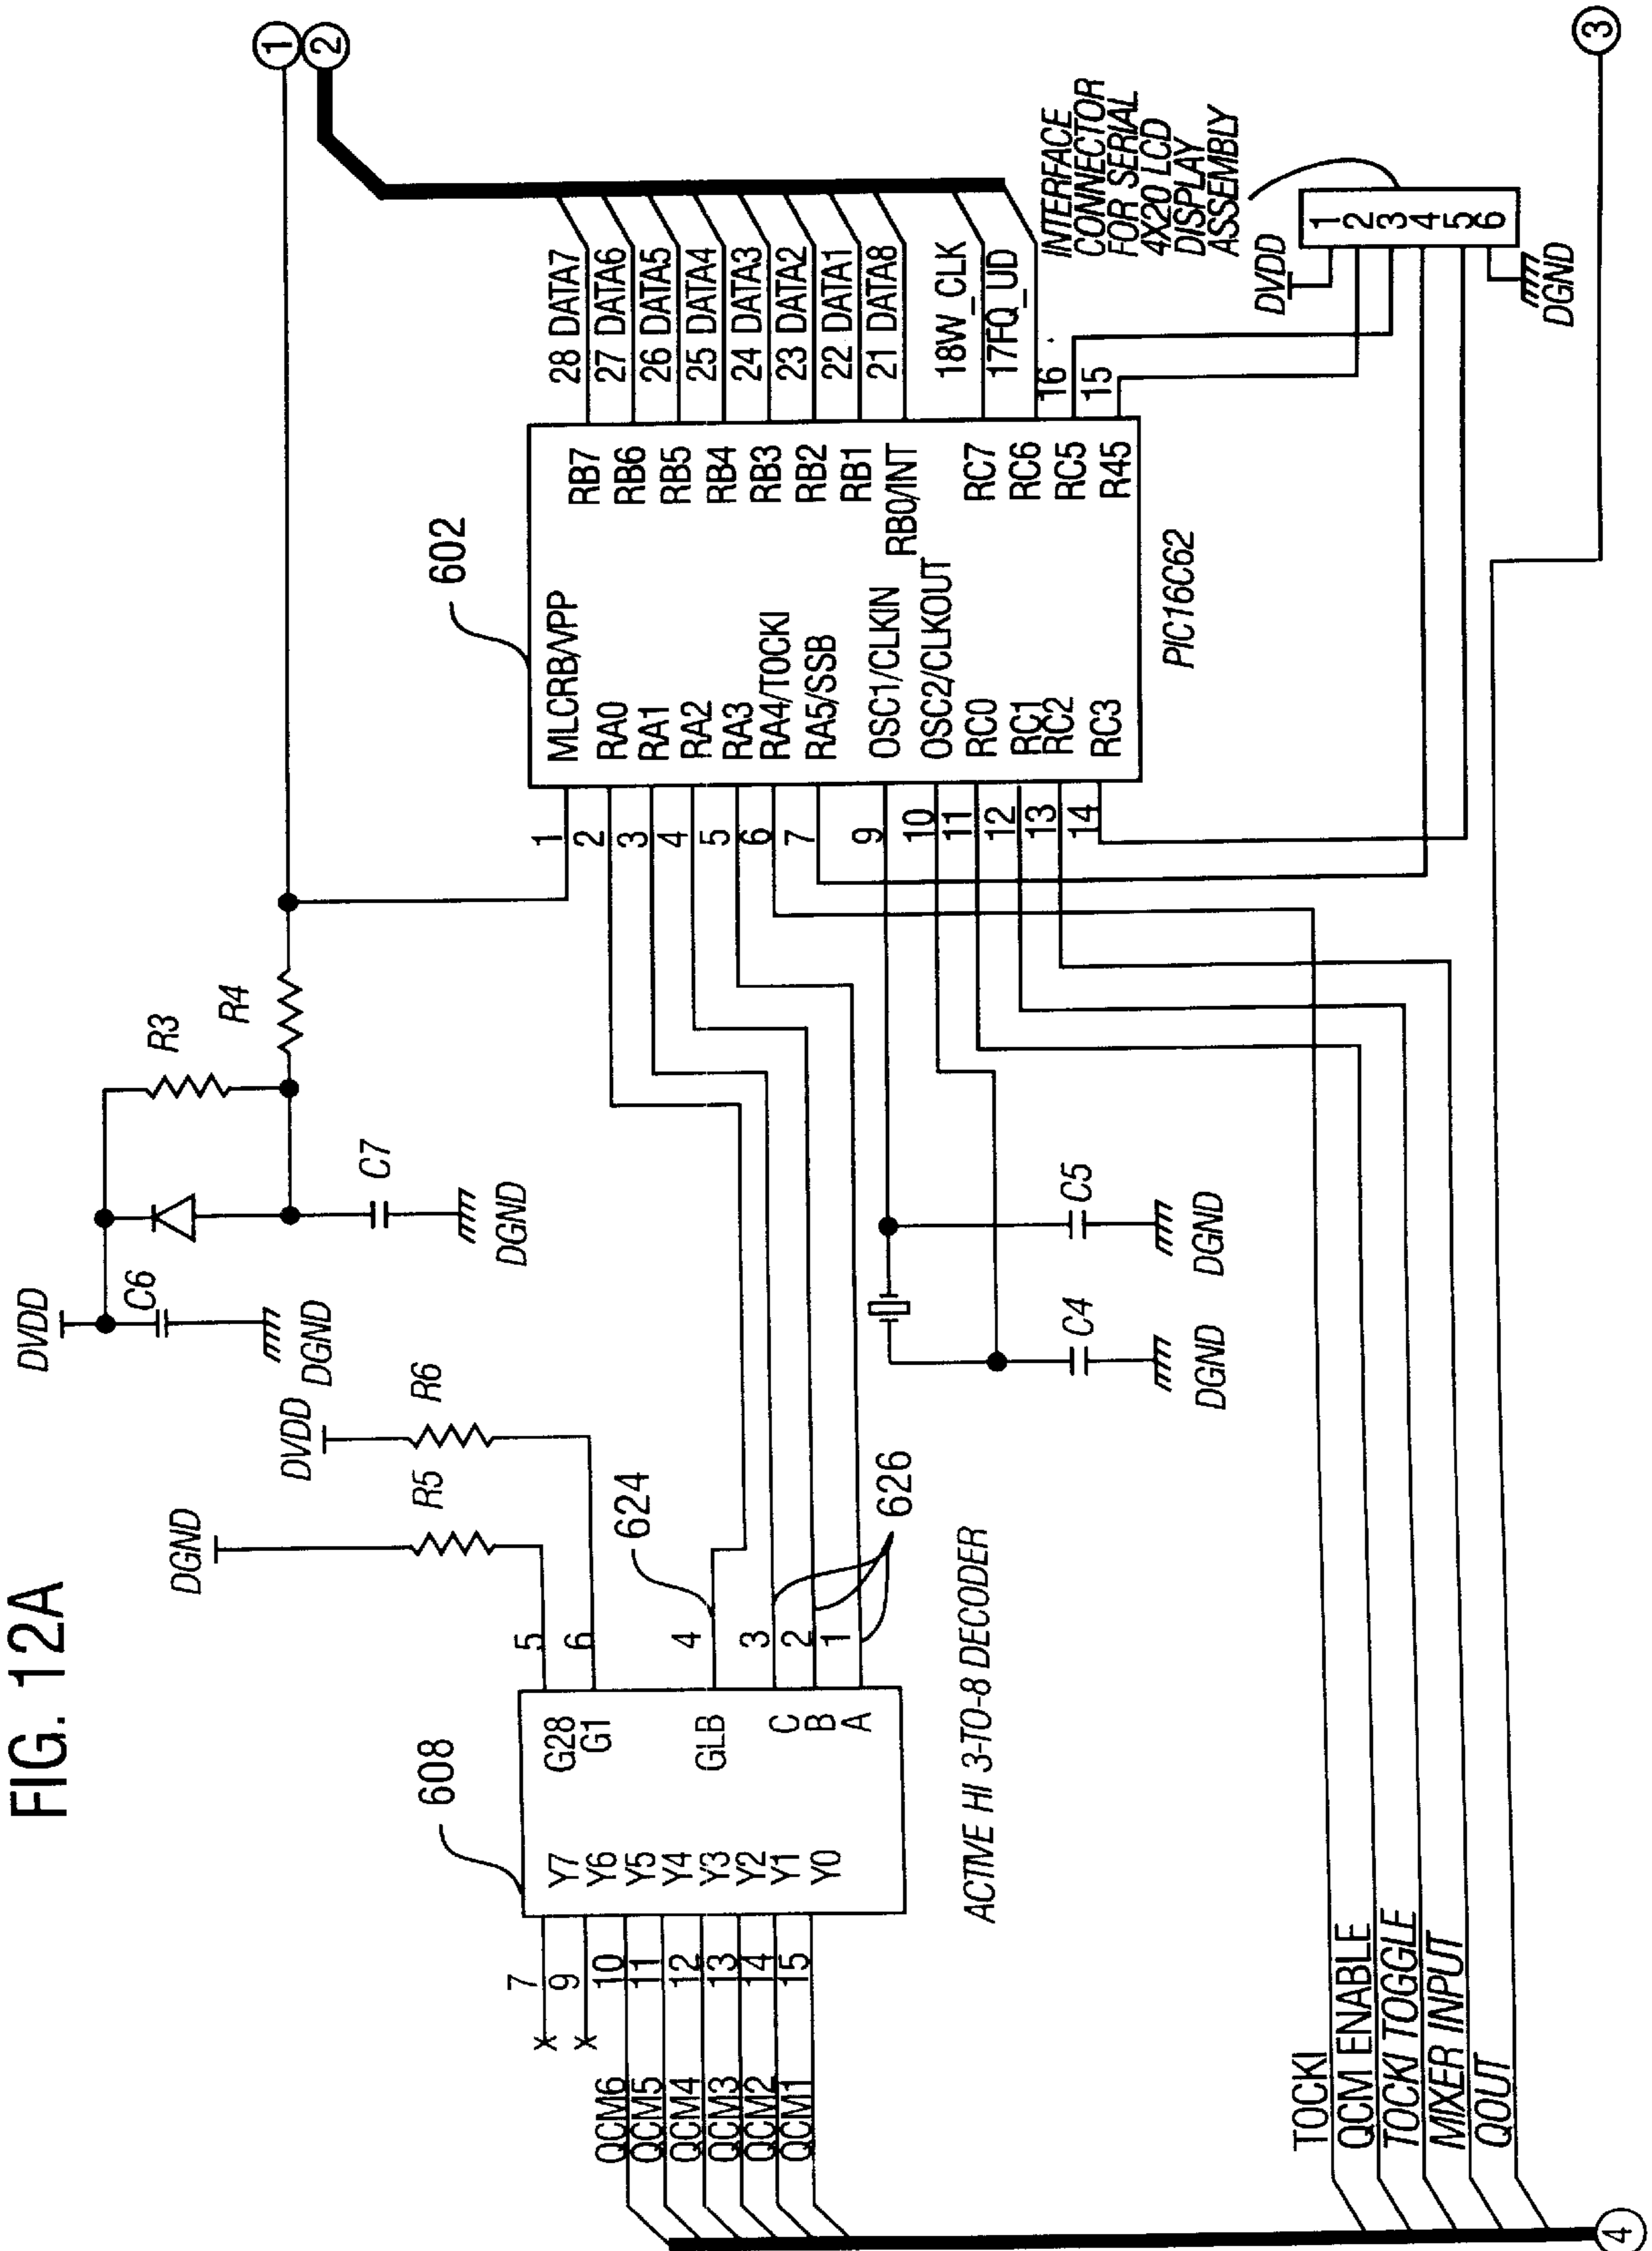 FIG. 12A
DVDD
C6
DGND
R3
R4
C7
DGND
1
2
DGND
R5
DVDD
R6
608
Y7
Y6
Y5
Y4
Y3
Y2
Y1
Y0
G28
G1
GLB
C
B
A
7
9
10
11
12
13
14
15
x
x
QCM6
QCM5
QCM4
QCM3
QCM2
QCM1
5
6
4
3
2
1
624
626
ACTIVE HI 3-TO-8 DECODER
C4
DGND
C5
DGND
602
MLCRB/VPP
RA0
RA1
RA2
RA3
RA4/TOCKI
RA5/SSB
OSC1/CLKIN
OSC2/CLKOUT
RC0
RC1
RC2
RC3
1
2
3
4
5
6
7
9
10
11
12
13
14
RB7
RB6
RB5
RB4
RB3
RB2
RB1
RB0/INT
RC7
RC6
RC5
R45
28 DATA7
27 DATA6
26 DATA5
25 DATA4
24 DATA3
23 DATA2
22 DATA1
21 DATA8
18W_CLK
17FQ_UD
16
15
PIC16C62
INTERFACE
CONNECTOR
FOR SERIAL
4X20 LCD
DISPLAY
ASSEMBLY
DVDD
1
2
3
4
5
6
DGND
TOCKI
QCM ENABLE
TOCKI TOGGLE
MIXER INPUT
QOUT
3
4